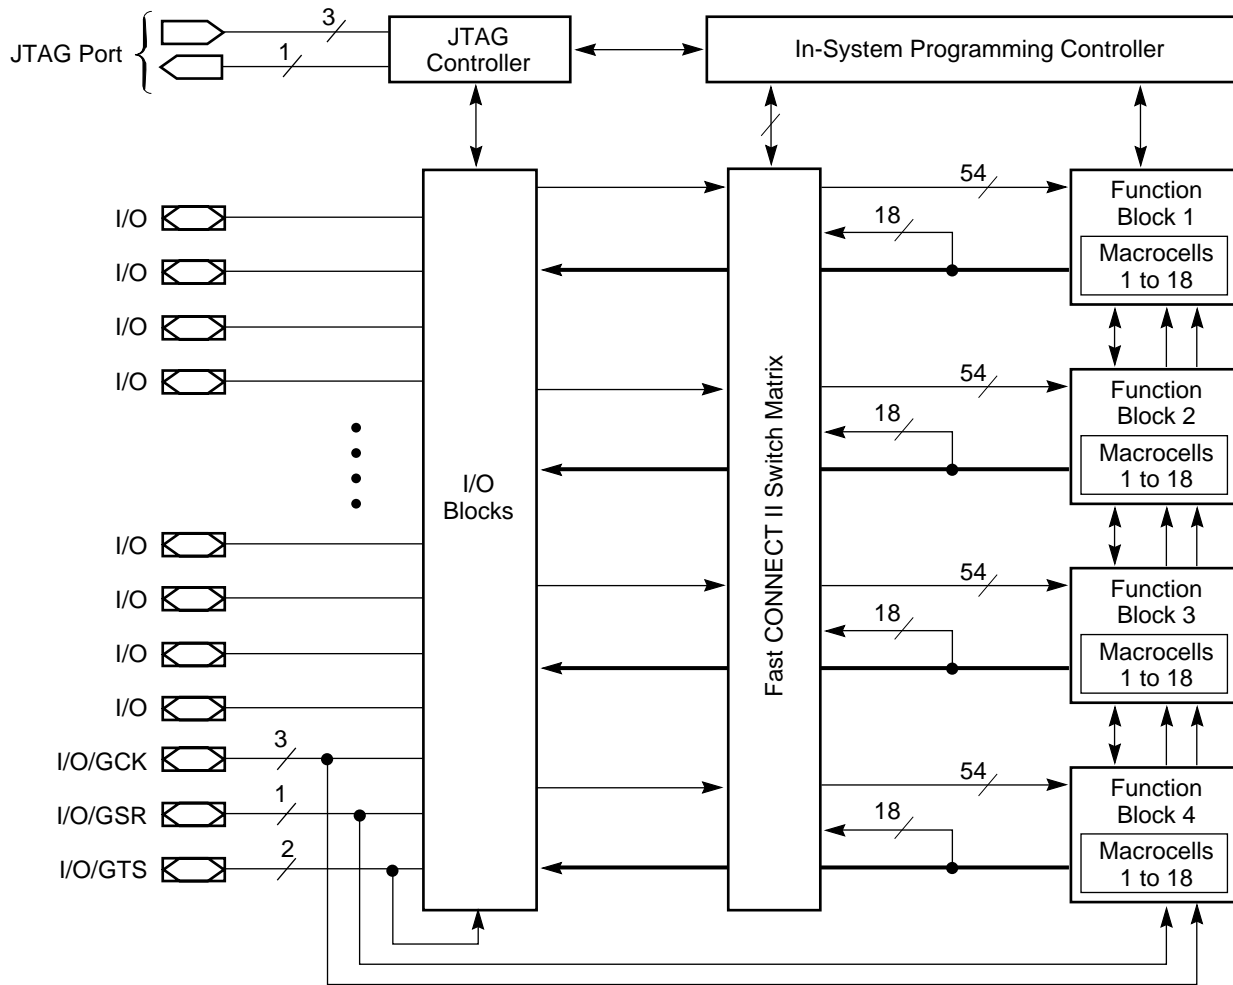 JTAG Port
3
1
JTAG
Controller
In-System Programming Controller
I/O
I/O
I/O
I/O
I/O
I/O
I/O
I/O
I/O/GCK
3
I/O/GSR
1
I/O/GTS
2
I/O
Blocks
Fast CONNECT II Switch Matrix
54
18
Function
Block 1
Macrocells
1 to 18
54
18
Function
Block 2
Macrocells
1 to 18
54
18
Function
Block 3
Macrocells
1 to 18
54
18
Function
Block 4
Macrocells
1 to 18